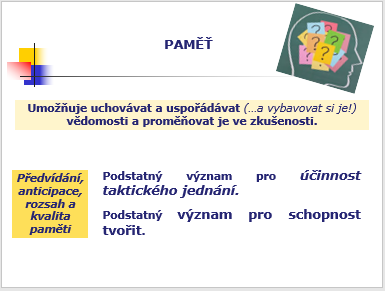 PAMĚŤ
? ? ? ? ? ?
Umožňuje uchovávat a uspořádávat (…a vybavovat si je!)
vědomosti a proměňovat je ve zkušenosti.
Předvídání,
anticipace,
rozsah a
kvalita
paměti
Podstatný význam pro účinnost
taktického jednání.
Podstatný význam pro schopnost
tvořit.